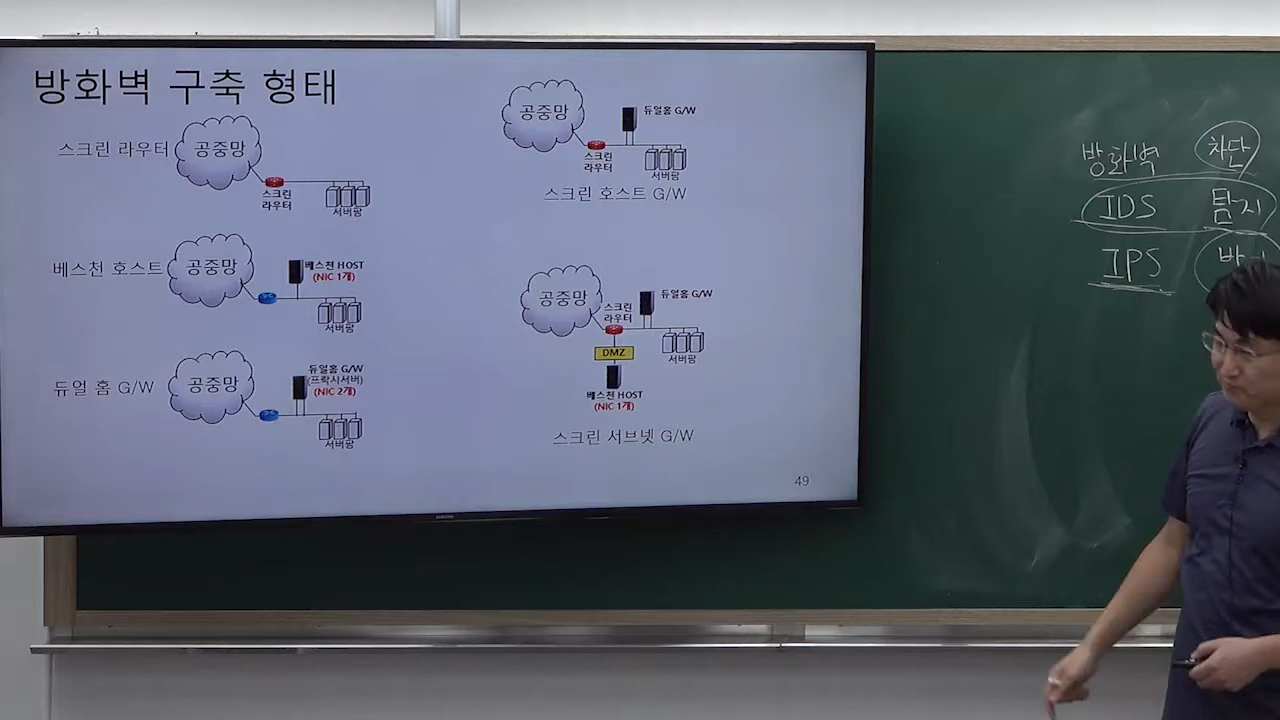 방화벽 구축 형태
스크린 라우터
공중망
스크린
라우터
서버팜
베스천 호스트
공중망
베스천 HOST
(NIC 1개)
서버팜
듀얼 홈 G/W
공중망
듀얼홈 G/W
(프락시서버)
(NIC 2개)
서버팜
공중망
듀얼홈 G/W
스크린
라우터
서버팜
스크린 호스트 G/W
공중망
스크린
라우터
듀얼홈 G/W
서버팜
DMZ
베스천 HOST
(NIC 1개)
스크린 서브넷 G/W
49
방화벽 차단
IDS 탐지
IPS